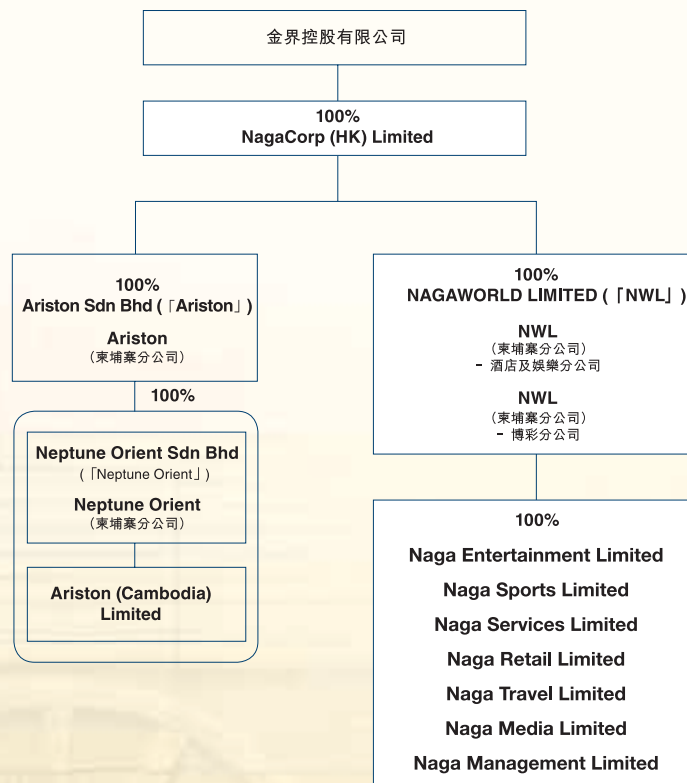 金界控股有限公司
100%
NagaCorp (HK) Limited
100%
Ariston Sdn Bhd (「Ariston」)
Ariston
(柬埔寨分公司)
100%
Neptune Orient Sdn Bhd
(「Neptune Orient」)
Neptune Orient
(柬埔寨分公司)
Ariston (Cambodia)
Limited
100%
NAGAWORLD LIMITED (「NWL」)
NWL
(柬埔寨分公司)
- 酒店及娛樂分公司
NWL
(柬埔寨分公司)
- 博彩分公司
100%
Naga Entertainment Limited
Naga Sports Limited
Naga Services Limited
Naga Retail Limited
Naga Travel Limited
Naga Media Limited
Naga Management Limited